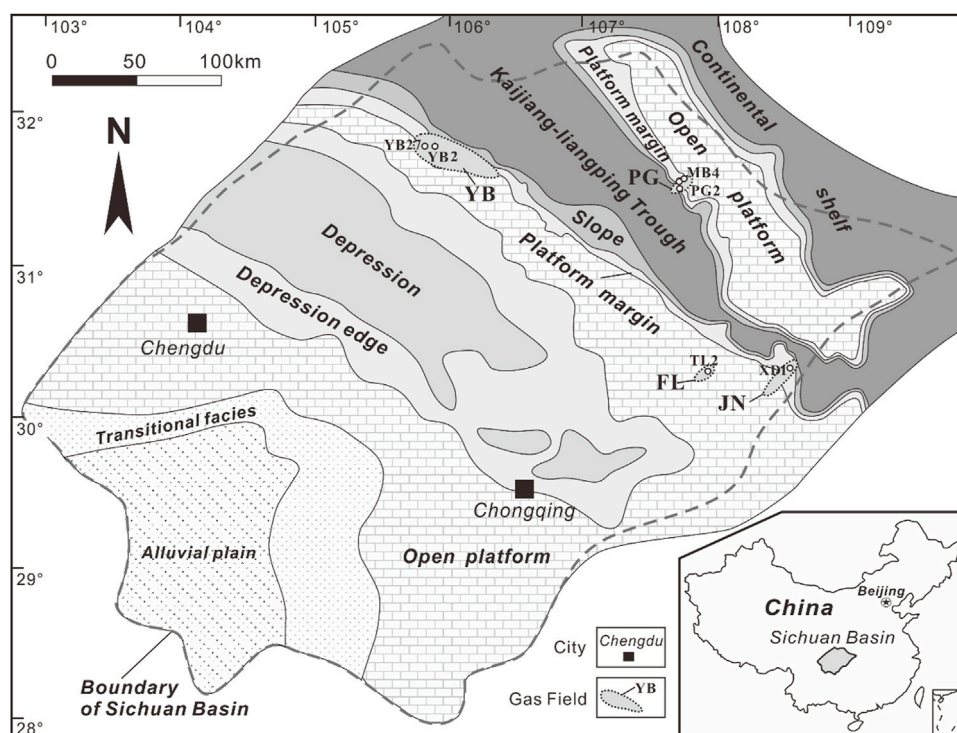 103° 104° 105° 106° 107° 108° 109°
0 50 100km
32°
31°
30°
29°
28°
N
Continental
shelf
Kaijiang-liangping Trough
Platform margin
Open
platform
YB27
YB2
YB
MB4
PG
PG2
Slope
Depression
Platform margin
Depression edge
Chengdu
TL2
FL
XD1
JN
Transitional facies
Chongqing
Alluvial plain
Open platform
Boundary
of Sichuan Basin
City
Chengdu
Gas Field
YB
Beijing
China
Sichuan Basin